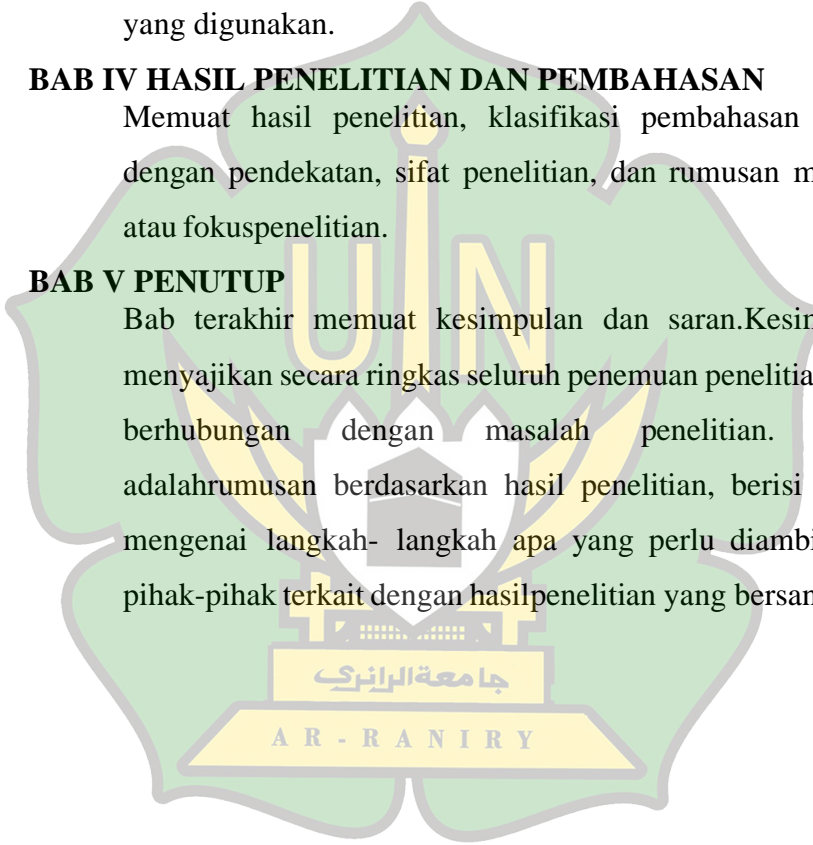 yang digunakan.
BAB IV HASIL PENELITIAN DAN PEMBAHASAN
Memuat hasil penelitian, klasifikasi pembahasan
dengan pendekatan, sifat penelitian, dan rumusan
atau fokuspenelitian.
BAB V PENUTUP
Bab terakhir memuat kesimpulan dan saran.Kesim
menyajikan secara ringkas seluruh penemuan penelitia
berhubungan dengan masalah penelitian.
adalahrumusan berdasarkan hasil penelitian, berisi
mengenai langkah- langkah apa yang perlu diambi
pihak-pihak terkait dengan hasilpenelitian yang bersan
UIN
جامعة الرانري
AR-RANIRY